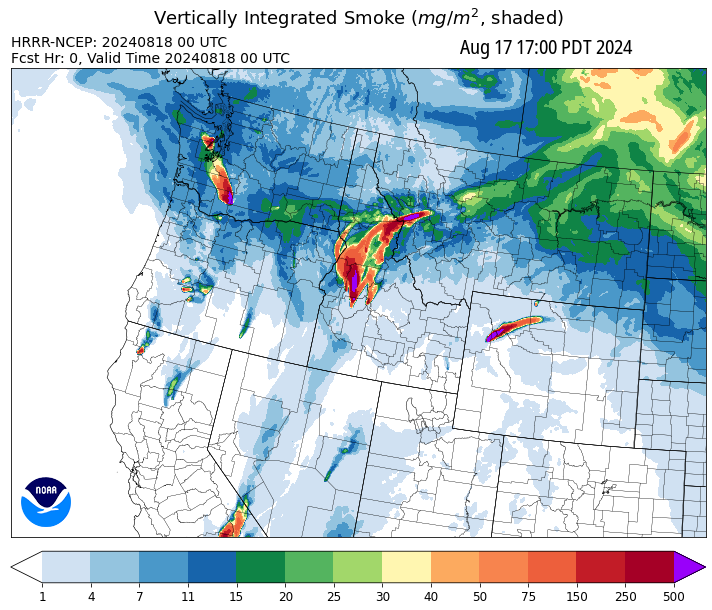 Vertically Integrated Smoke (mg/m², shaded)
HRRR-NCEP: 20240818 00 UTC
Fcst Hr: 0, Valid Time 20240818 00 UTC
Aug 17 17:00 PDT 2024
NOAA
1 4 7 11 15 20 25 30 40 50 75 150 250 500